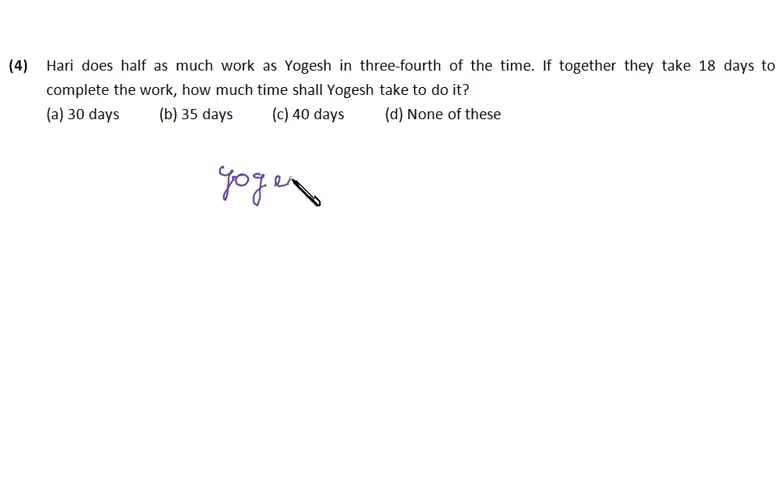 (4) Hari does half as much work as Yogesh in three-fourth of the time. If together they take 18 days to
complete the work, how much time shall Yogesh take to do it?
(a) 30 days (b) 35 days (c) 40 days (d) None of these
yoge